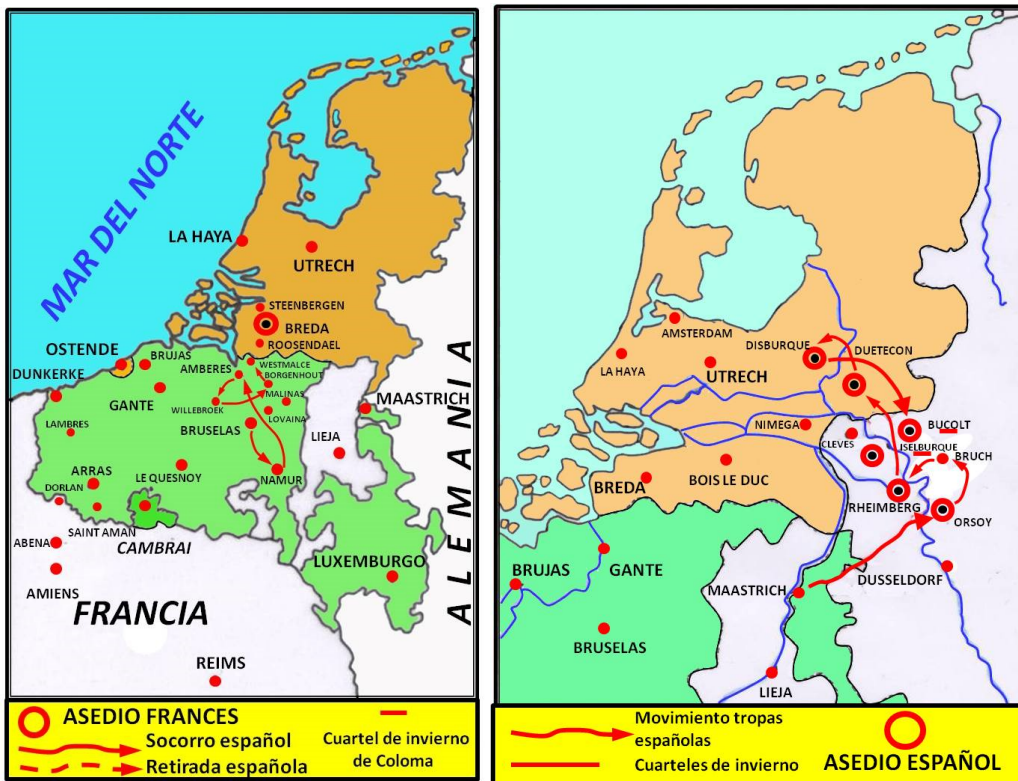 MAR DEL NORTE
LA HAYA
UTRECH
STEENBERGEN
BREDA
ROOSENDAEL
OSTENDE
BRUJAS
AMBERES
WESTMALCE
BORGENHOUT
DUNKERKE
GANTE
MALINAS
WILLEBROEK
MAASTRICH
LAMBRES
BRUSELAS
LOVAINA
LIEJA
ARRAS
LE QUESNOY
NAMUR
DORLAN
SAINT AMAN
ABENA
CAMBRAI
LUXEMBURGO
AMIENS
FRANCIA
REIMS
ALEMANIA
ASEDIO FRANCES
Socorro español
Retirada española
Cuartel de invierno
de Coloma
AMSTERDAM
DISBURQUE
DUETECON
LA HAYA
UTRECH
NIMEGA
CLEVES
BUCOLT
ISELBURQUE
BRUCH
BREDA
BOIS LE DUC
RHEIMBERG
ORSOY
BRUJAS
GANTE
MAASTRICH
DUSSELDORF
BRUSELAS
LIEJA
Movimiento tropas
españolas
Cuarteles de invierno
ASEDIO ESPAÑOL